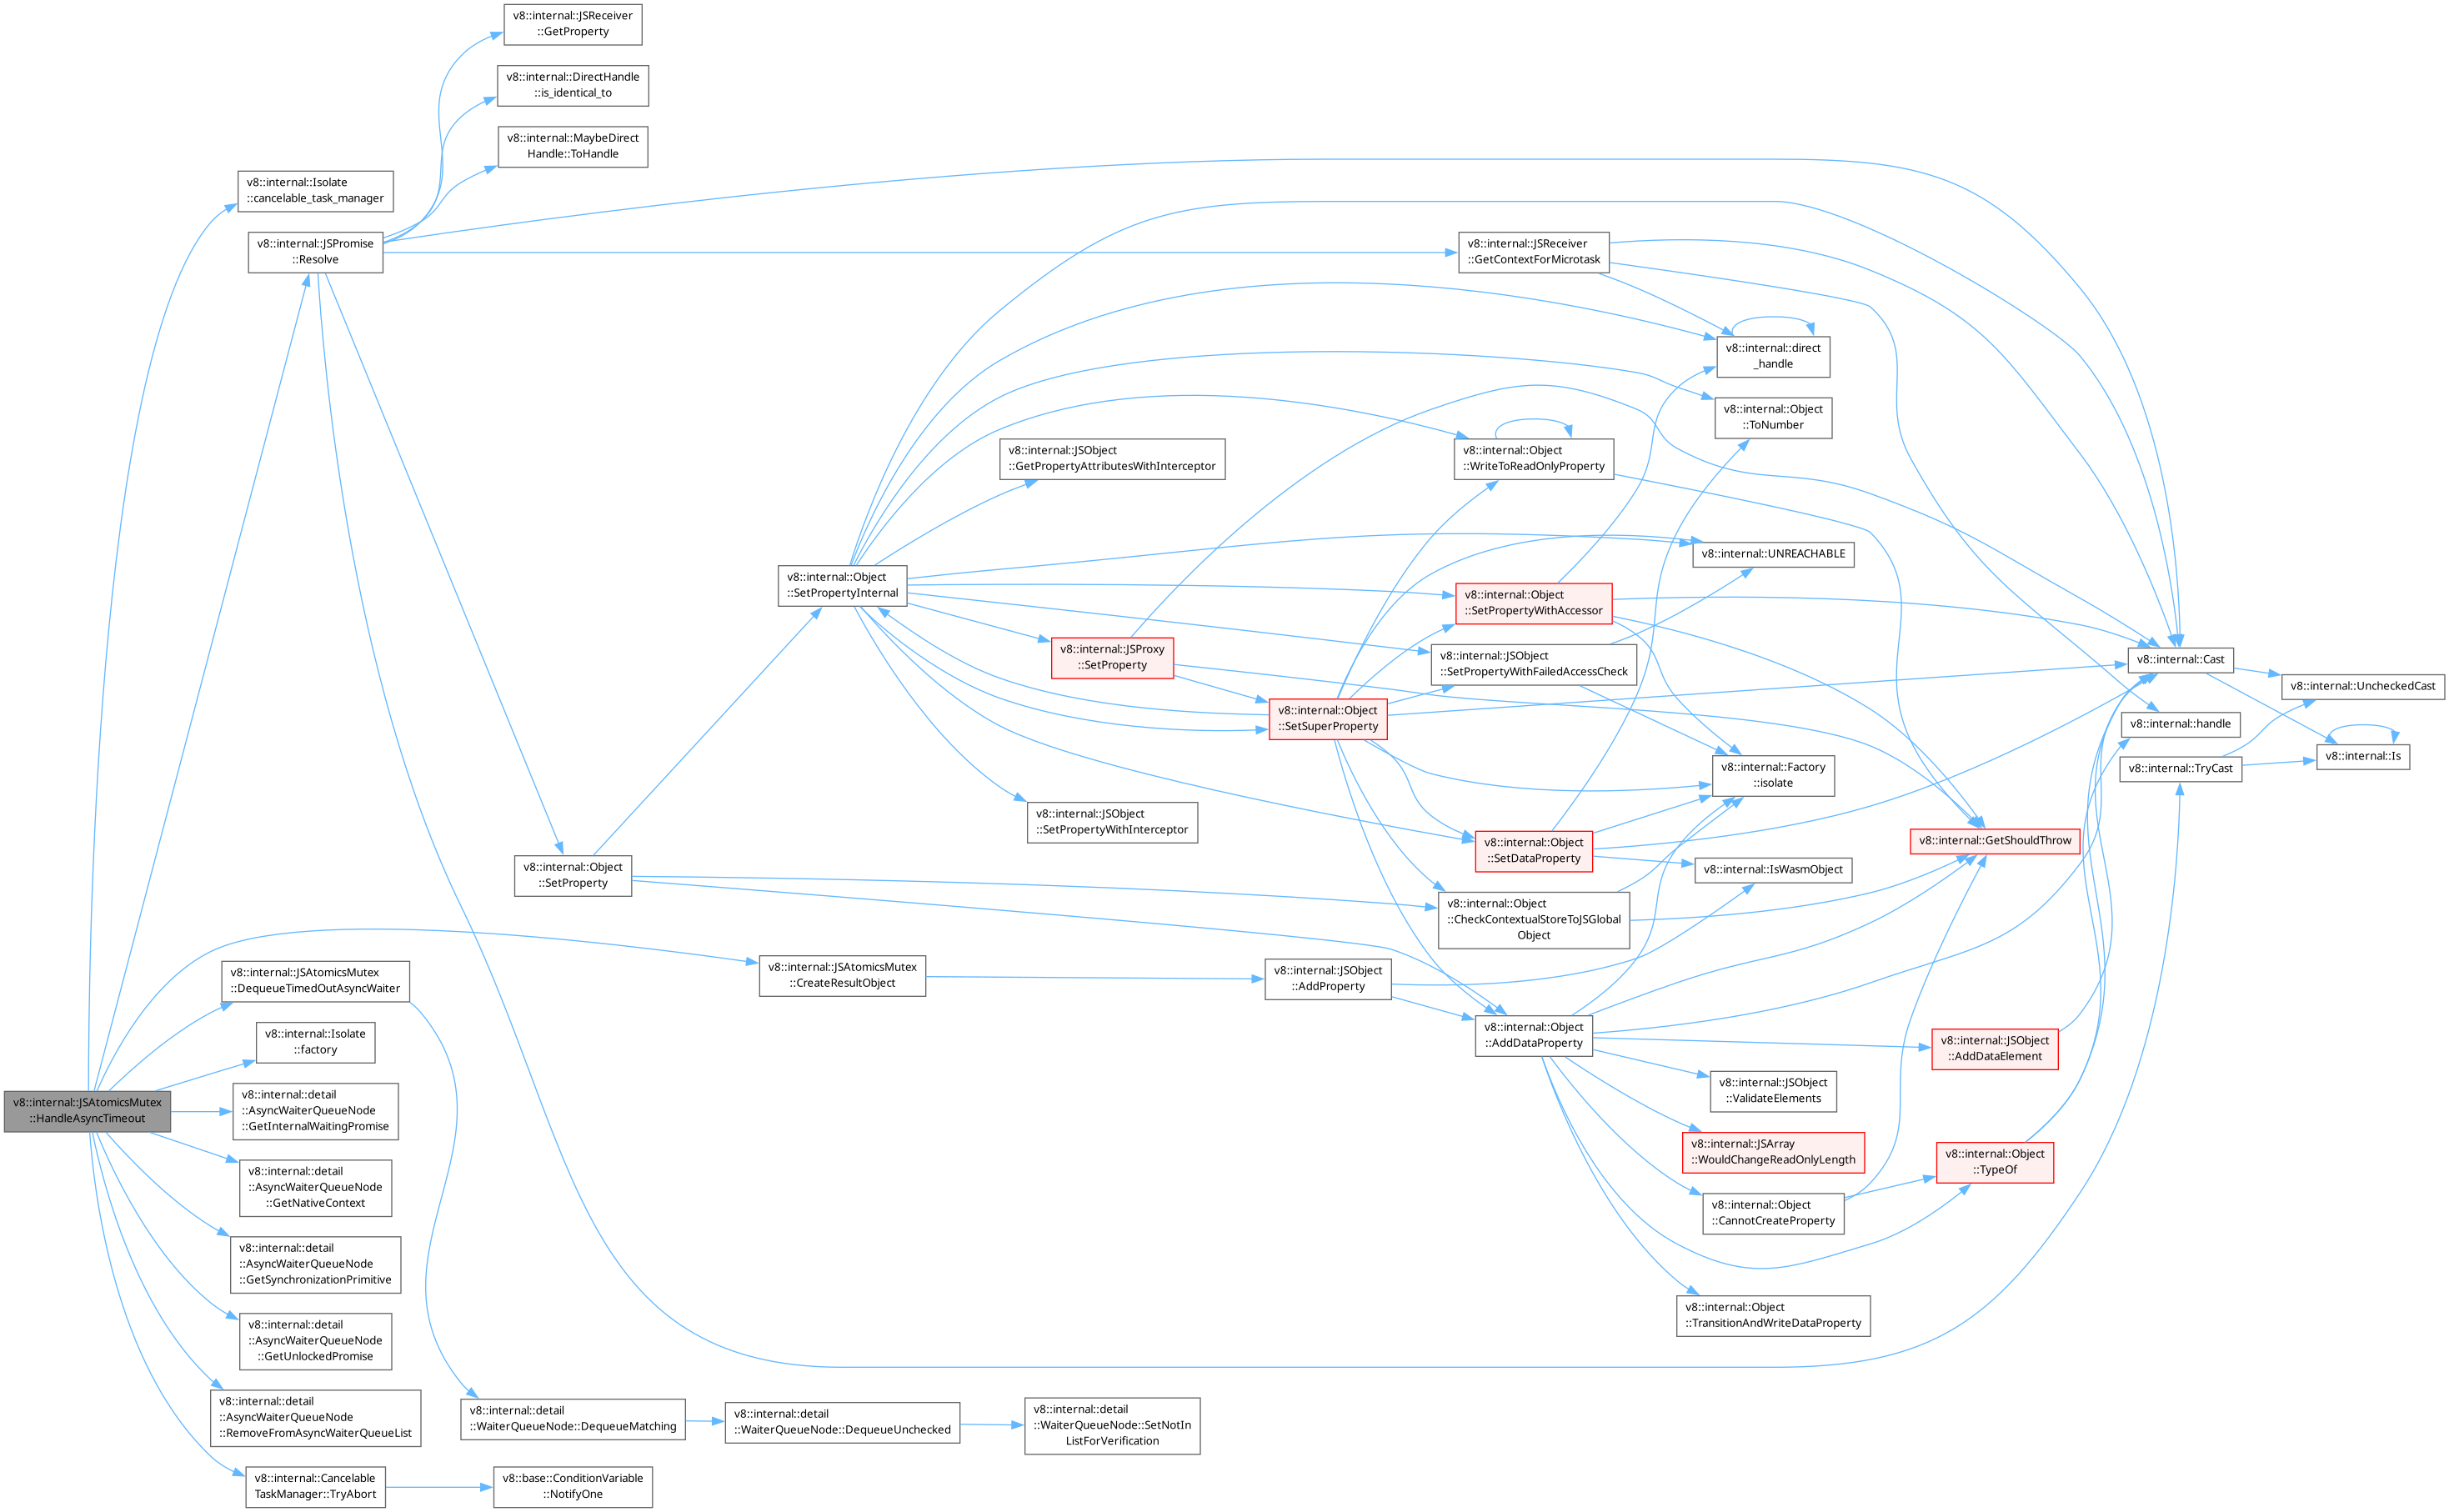 v8::internal::JSReceiver
::GetProperty
v8::internal::DirectHandle
::is_identical_to
v8::internal::MaybeDirect
Handle::ToHandle
v8::internal::Isolate
::cancelable_task_manager
v8::internal::JSPromise
::Resolve
v8::internal::JSReceiver
::GetContextForMicrotask
v8::internal::direct
_handle
v8::internal::Object
::ToNumber
v8::internal::JSObject
::GetPropertyAttributesWithInterceptor
v8::internal::Object
::WriteToReadOnlyProperty
v8::internal::UNREACHABLE
v8::internal::Object
::SetPropertyInternal
v8::internal::Object
::SetPropertyWithAccessor
v8::internal::JSProxy
::SetProperty
v8::internal::JSObject
::SetPropertyWithFailedAccessCheck
v8::internal::Cast
v8::internal::UncheckedCast
v8::internal::Object
::SetSuperProperty
v8::internal::handle
v8::internal::Is
v8::internal::TryCast
v8::internal::Factory
::isolate
v8::internal::JSObject
::SetPropertyWithInterceptor
v8::internal::Object
::SetDataProperty
v8::internal::GetShouldThrow
v8::internal::Object
::SetProperty
v8::internal::IsWasmObject
v8::internal::Object
::CheckContextualStoreToJSGlobal
Object
v8::internal::JSAtomicsMutex
::DequeueTimedOutAsyncWaiter
v8::internal::JSAtomicsMutex
::CreateResultObject
v8::internal::JSObject
::AddProperty
v8::internal::Isolate
::factory
v8::internal::Object
::AddDataProperty
v8::internal::JSObject
::AddDataElement
v8::internal::JSAtomicsMutex
::HandleAsyncTimeout
v8::internal::detail
::AsyncWaiterQueueNode
::GetInternalWaitingPromise
v8::internal::JSObject
::ValidateElements
v8::internal::JSArray
::WouldChangeReadOnlyLength
v8::internal::Object
::TypeOf
v8::internal::detail
::AsyncWaiterQueueNode
::GetNativeContext
v8::internal::Object
::CannotCreateProperty
v8::internal::detail
::AsyncWaiterQueueNode
::GetSynchronizationPrimitive
v8::internal::Object
::TransitionAndWriteDataProperty
v8::internal::detail
::AsyncWaiterQueueNode
::GetUnlockedPromise
v8::internal::detail
::AsyncWaiterQueueNode
::RemoveFromAsyncWaiterQueueList
v8::internal::detail
::WaiterQueueNode::DequeueMatching
v8::internal::detail
::WaiterQueueNode::DequeueUnchecked
v8::internal::detail
::WaiterQueueNode::SetNotIn
ListForVerification
v8::internal::Cancelable
TaskManager::TryAbort
v8::base::ConditionVariable
::NotifyOne